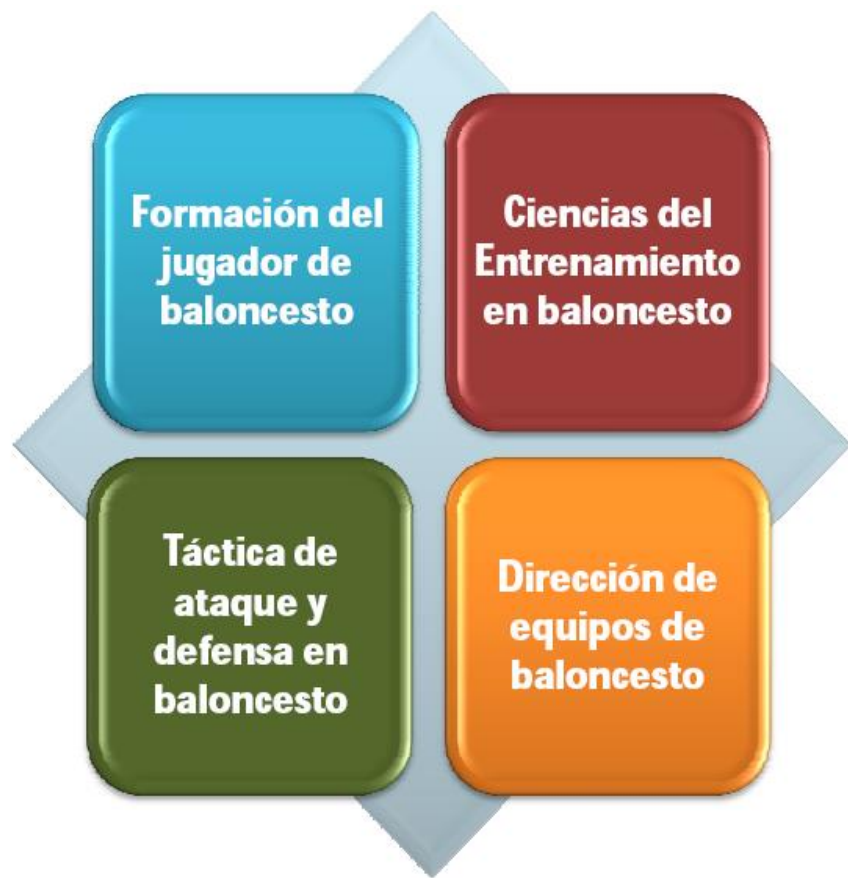 Formación del
jugador de
baloncesto
Ciencias del
Entrenamiento
en baloncesto
Táctica de
ataque y
defensa en
baloncesto
Dirección de
equipos de
baloncesto